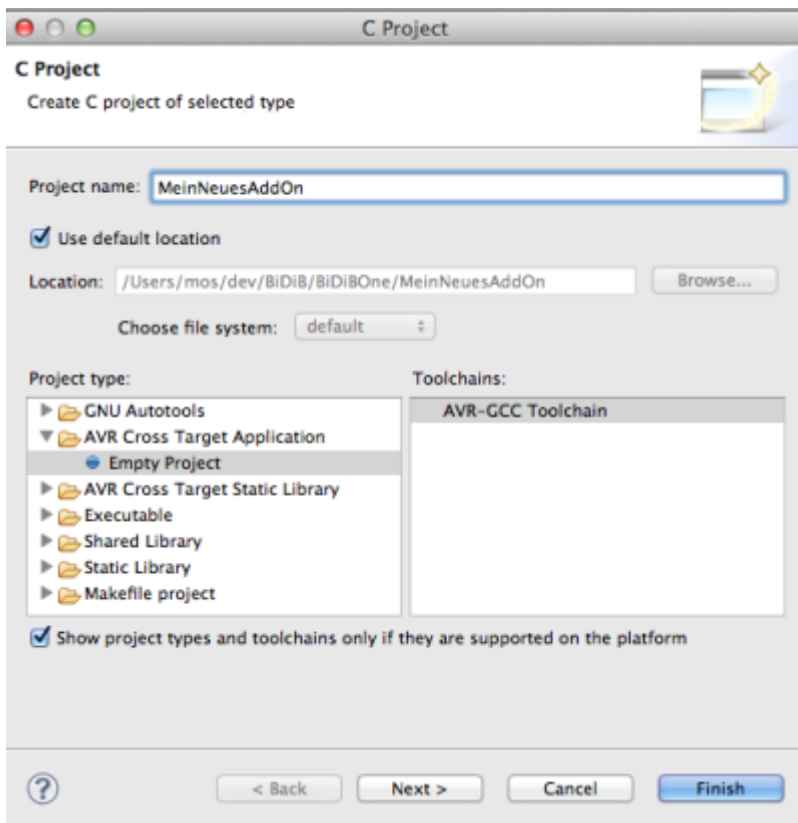 C Project
C Project
Create C project of selected type
Project name: MeinNeuesAddOn
Use default location
Location: /Users/mos/dev/BiDiB/BiDiBOne/MeinNeuesAddOn Browse...
Choose file system: default
Project type: Toolchains:
GNU Autotools AVR-GCC Toolchain
AVR Cross Target Application
Empty Project
AVR Cross Target Static Library
Executable
Shared Library
Static Library
Makefile project
Show project types and toolchains only if they are supported on the platform
? < Back Next > Cancel Finish